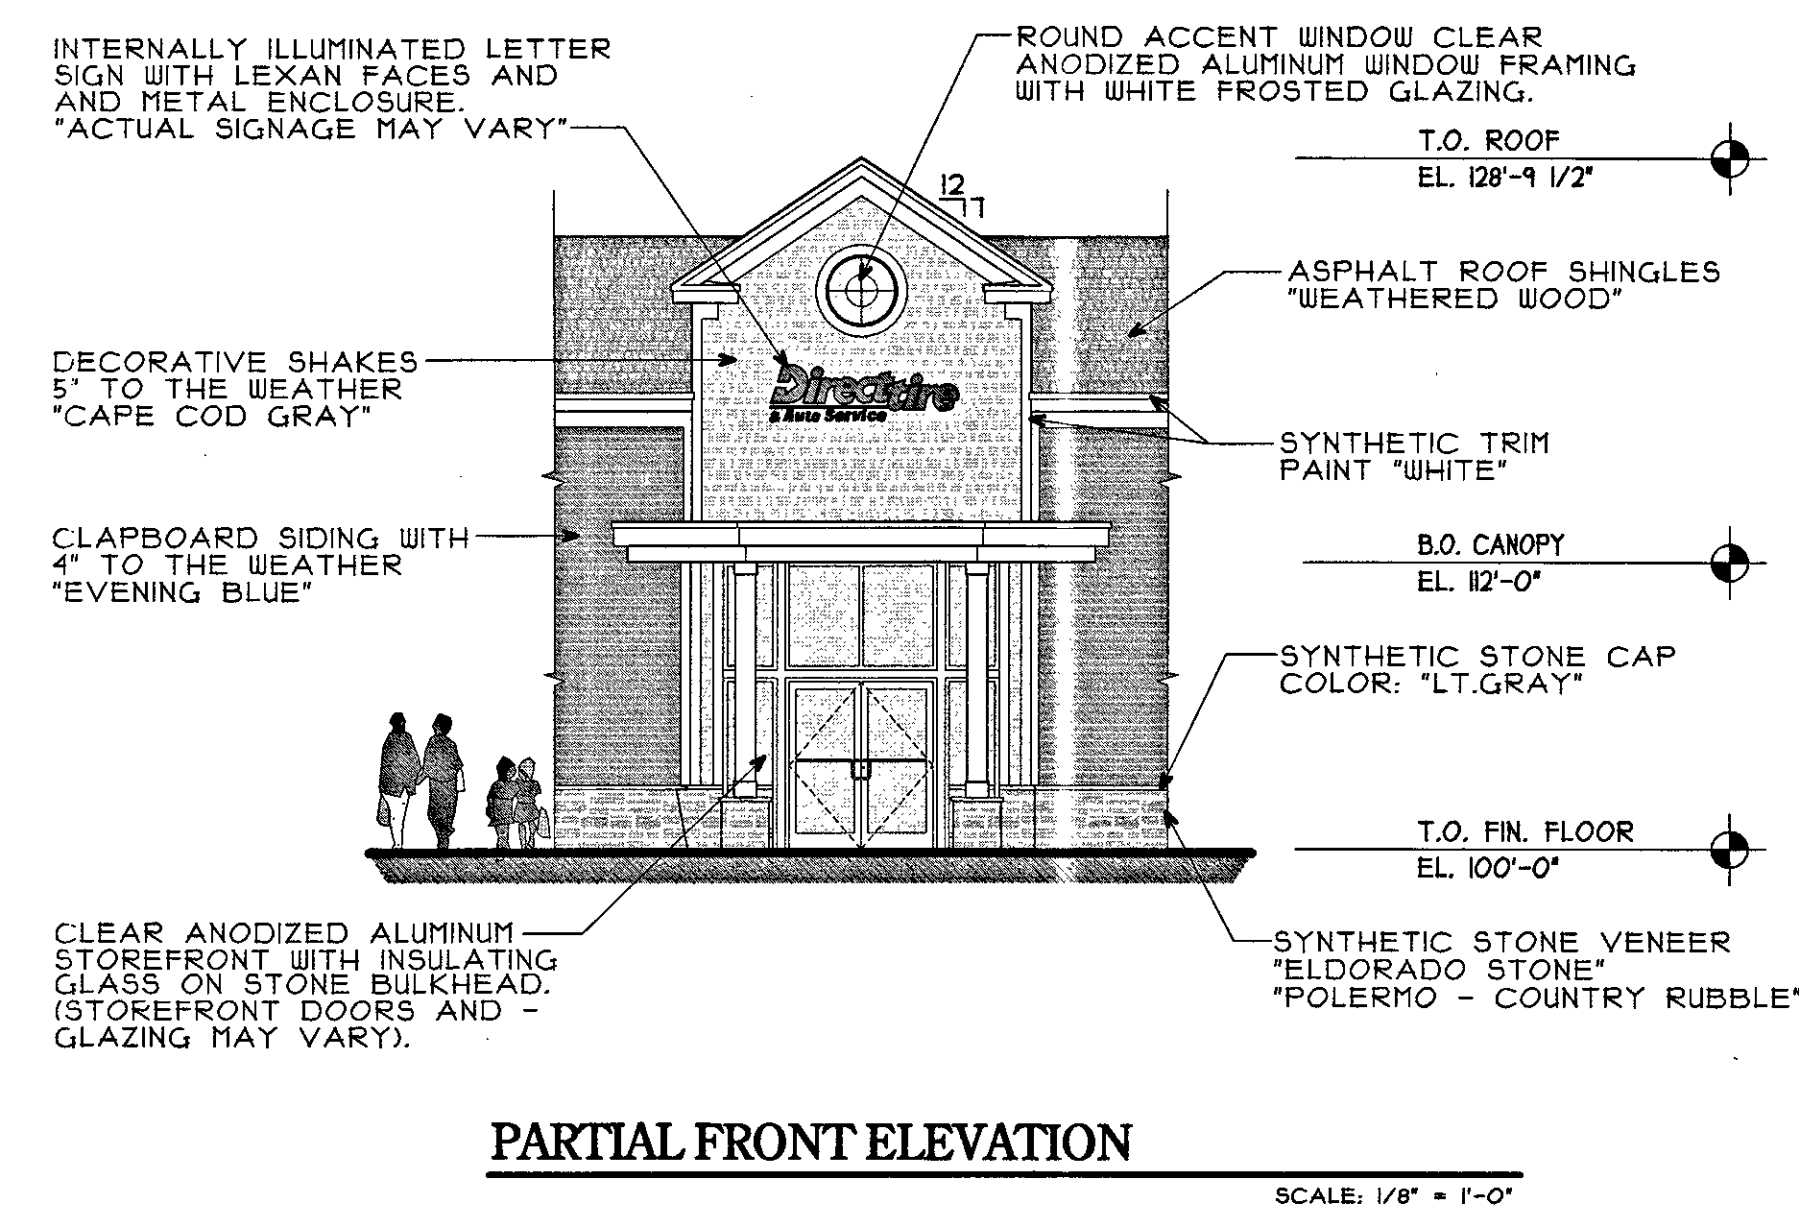 INTERNALLY ILLUMINATED LETTER
SIGN WITH LEXAN FACES AND
AND METAL ENCLOSURE.
"ACTUAL SIGNAGE MAY VARY"
ROUND ACCENT WINDOW CLEAR
ANODIZED ALUMINUM WINDOW FRAMING
WITH WHITE FROSTED GLAZING.
T.O. ROOF
EL. 128'-9 1/2"
12
7
ASPHALT ROOF SHINGLES
"WEATHERED WOOD"
DECORATIVE SHAKES
5" TO THE WEATHER
"CAPE COD GRAY"
Directtire
& Auto Service
SYNTHETIC TRIM
PAINT "WHITE"
CLAPBOARD SIDING WITH
4" TO THE WEATHER
"EVENING BLUE"
B.O. CANOPY
EL. 112'-0"
SYNTHETIC STONE CAP
COLOR: "LT.GRAY"
T.O. FIN. FLOOR
EL. 100'-0"
CLEAR ANODIZED ALUMINUM
STOREFRONT WITH INSULATING
GLASS ON STONE BULKHEAD.
(STOREFRONT DOORS AND -
GLAZING MAY VARY).
SYNTHETIC STONE VENEER
"ELDORADO STONE"
"POLERMO - COUNTRY RUBBLE"
PARTIAL FRONT ELEVATION
SCALE: 1/8" = 1'-0"